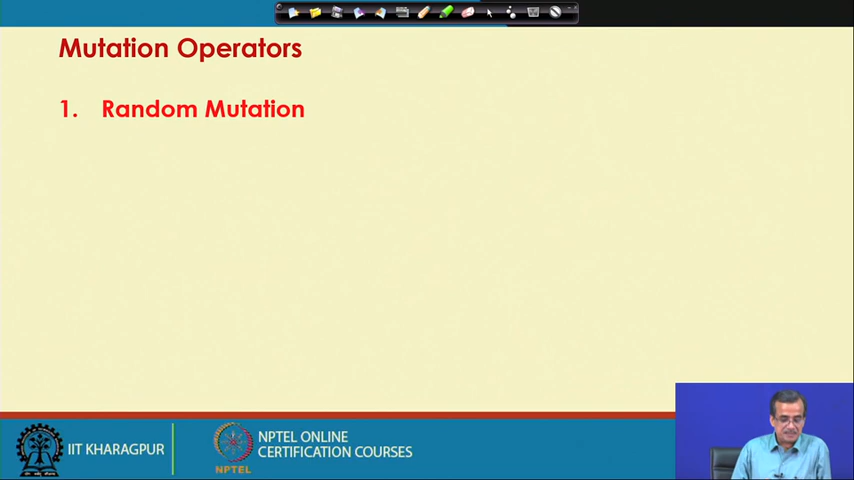 Mutation Operators
1. Random Mutation
IIT KHARAGPUR
NPTEL
NPTEL ONLINE
CERTIFICATION COURSES